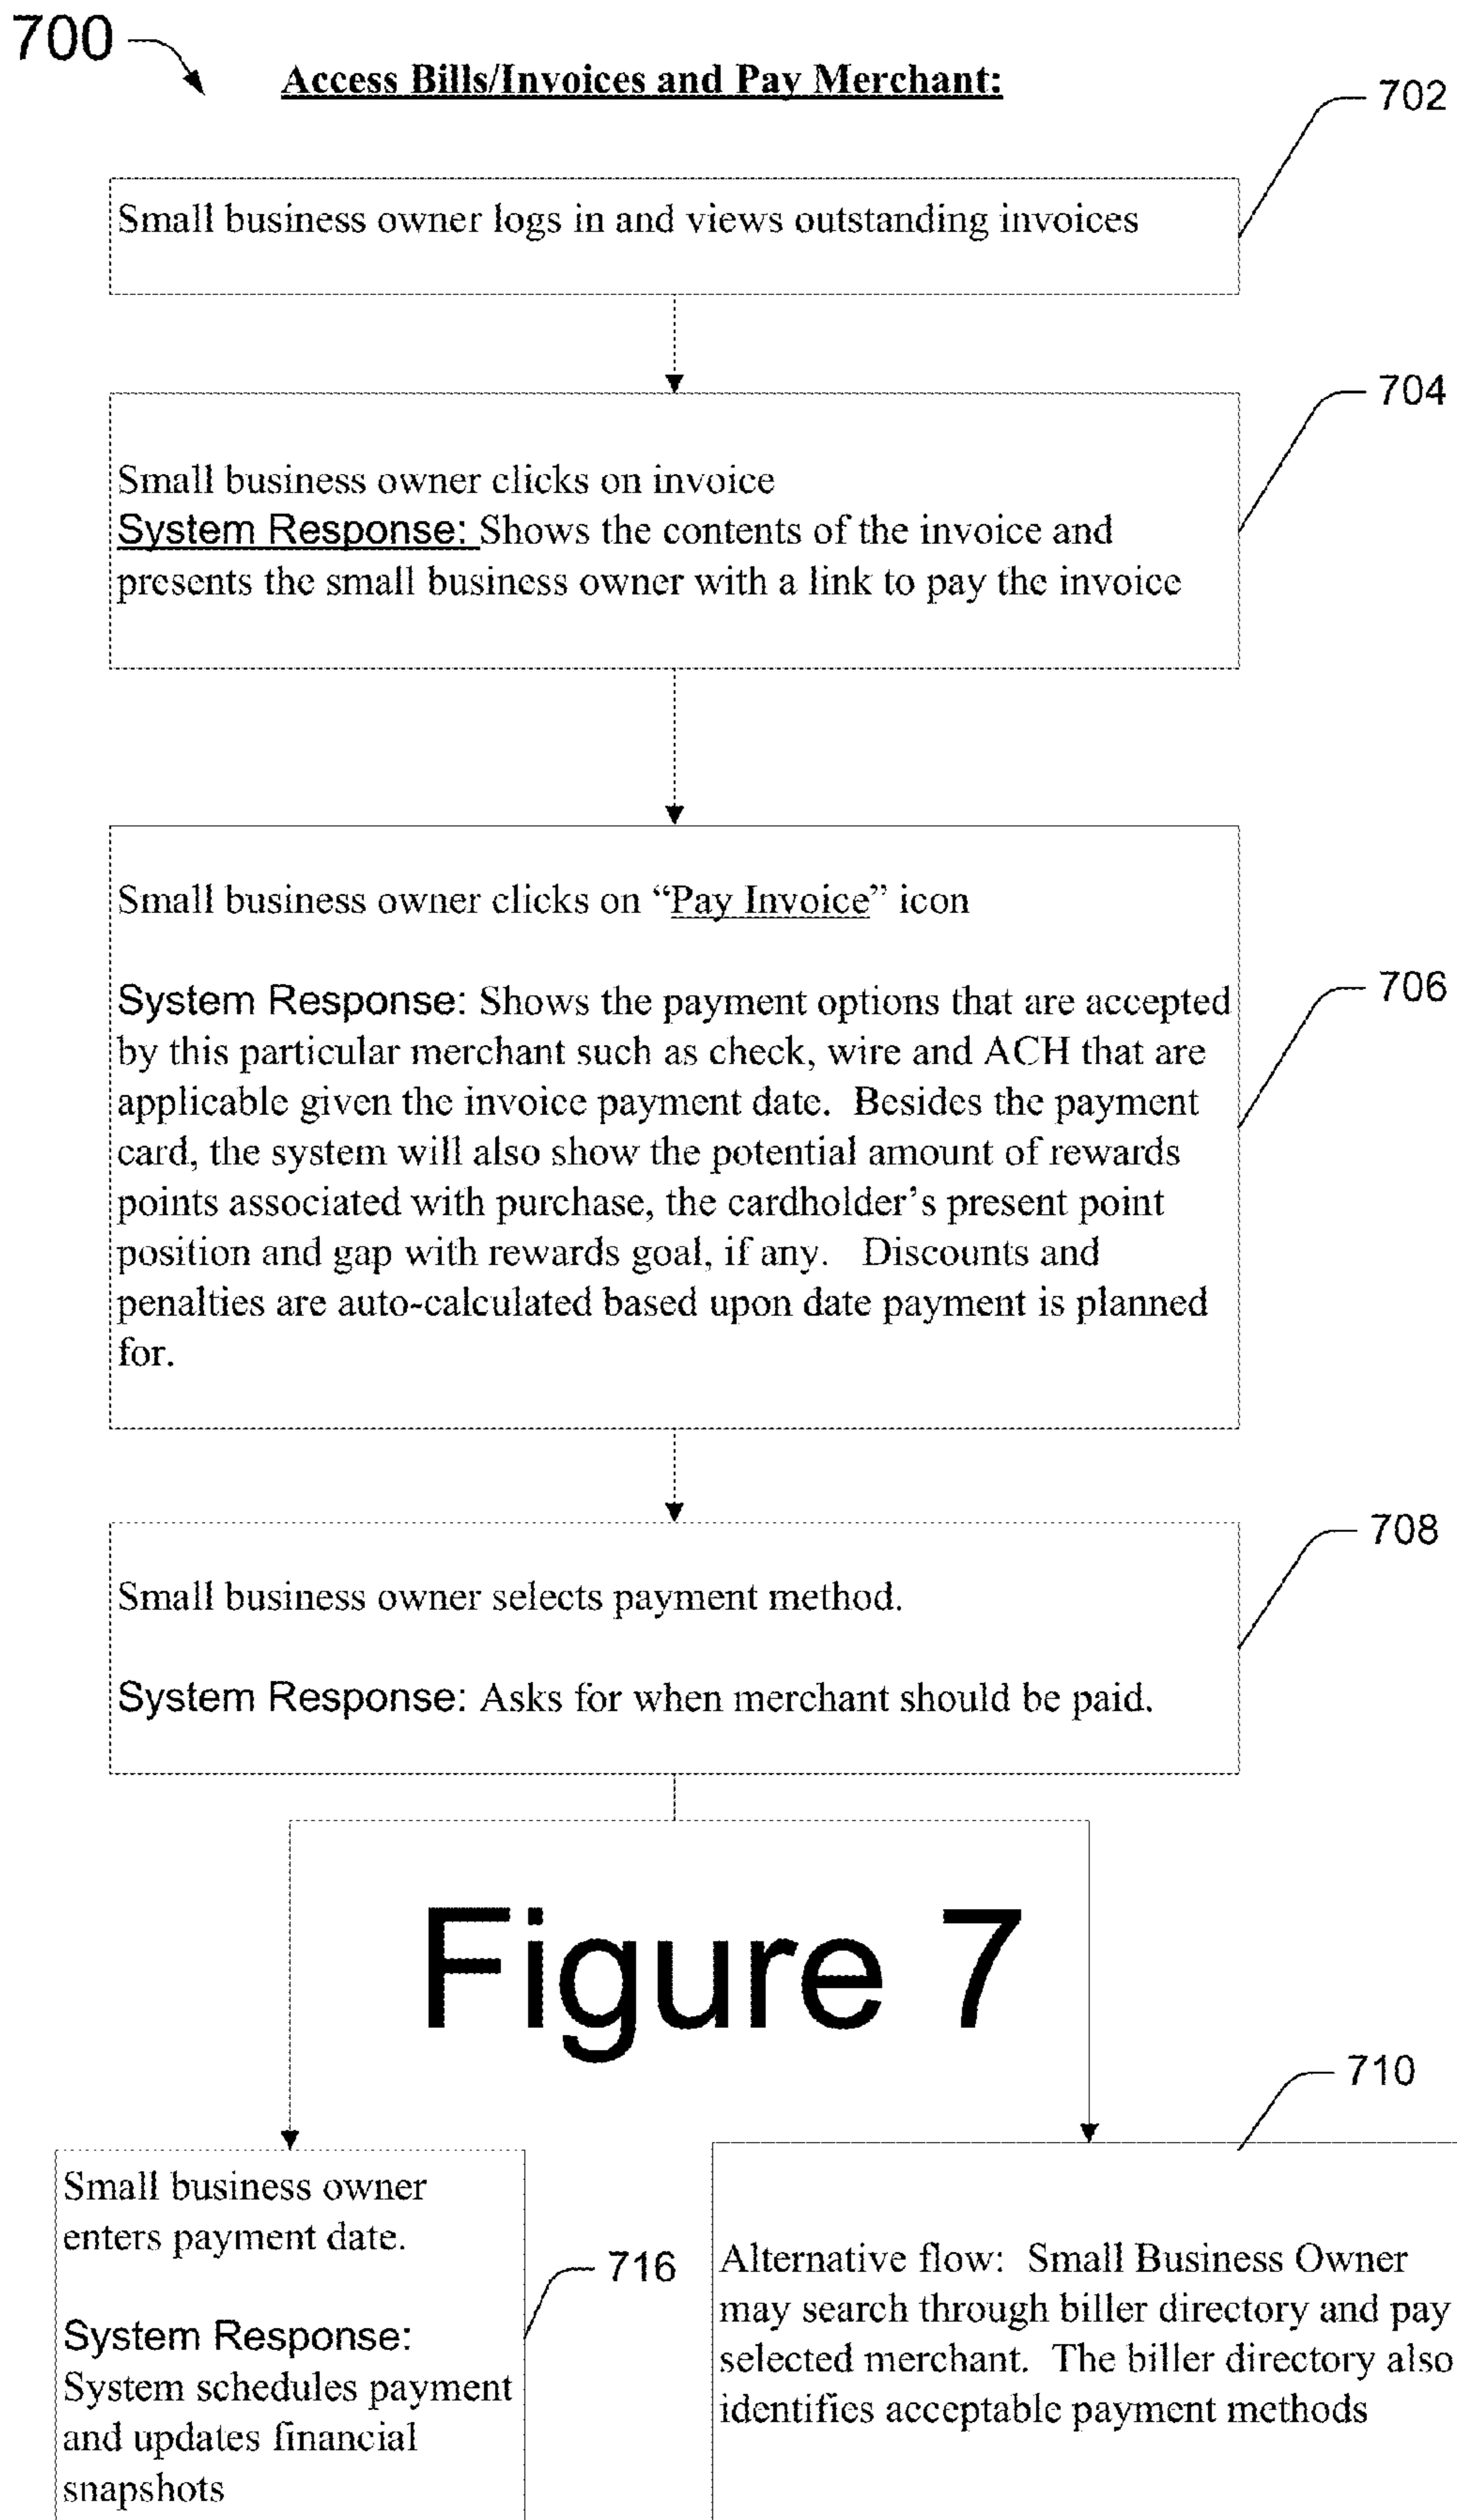 700
Access Bills/Invoices and Pay Merchant:
702
Small business owner logs in and views outstanding invoices
704
Small business owner clicks on invoice
System Response: Shows the contents of the invoice and
presents the small business owner with a link to pay the invoice
Small business owner clicks on “Pay Invoice” icon
706
System Response: Shows the payment options that are accepted
by this particular merchant such as check, wire and ACH that are
applicable given the invoice payment date.  Besides the payment
card, the system will also show the potential amount of rewards
points associated with purchase, the cardholder’s present point
position and gap with rewards goal, if any.   Discounts and
penalties are auto-calculated based upon date payment is planned
for.
708
Small business owner selects payment method.
System Response: Asks for when merchant should be paid.
Figure 7
Small business owner
enters payment date.
716
System Response:
System schedules payment
and updates financial
snapshots
710
Alternative flow:  Small Business Owner
may search through biller directory and pay
selected merchant.  The biller directory also
identifies acceptable payment methods